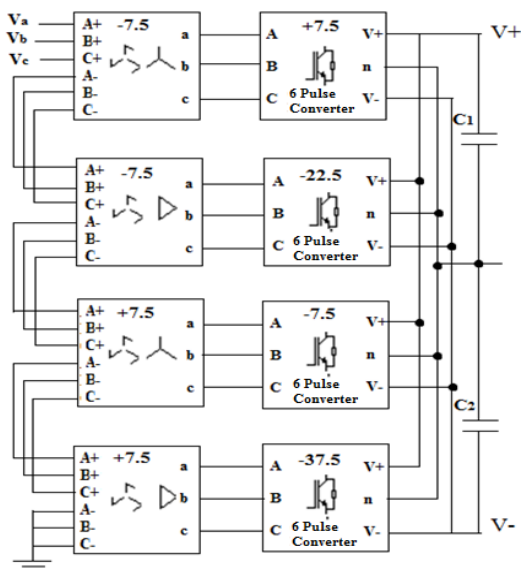 Va
Vb
Vc
A+ -7.5 a
B+
C+ b
A-
B- c
C-
A +7.5 V+
B n
C 6 Pulse V-
Converter
V+
C1
A+ -7.5 a
B+
C+
A- b
B-
C- c
A -22.5 V+
B n
C 6 Pulse V-
Converter
A+ +7.5 a
B+
C+ b
A-
B- c
C-
A -7.5 V+
B n
C 6 Pulse V-
Converter
C2
A+ +7.5 a
B+
C+ b
A-
B- c
C-
A -37.5 V+
B n
C 6 Pulse V-
Converter
V-